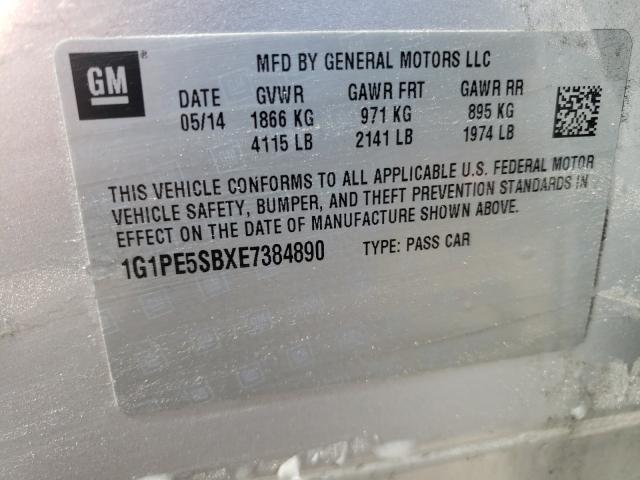 GM
MFD BY GENERAL MOTORS LLC
DATE GVWR GAWR FRT GAWR RR
05/14 1866 KG 971 KG 895 KG
4115 LB 2141 LB 1974 LB
THIS VEHICLE CONFORMS TO ALL APPLICABLE U.S. FEDERAL MOTOR
VEHICLE SAFETY, BUMPER, AND THEFT PREVENTION STANDARDS IN
EFFECT ON THE DATE OF MANUFACTURE SHOWN ABOVE.
1G1PE5SBXE7384890 TYPE: PASS CAR